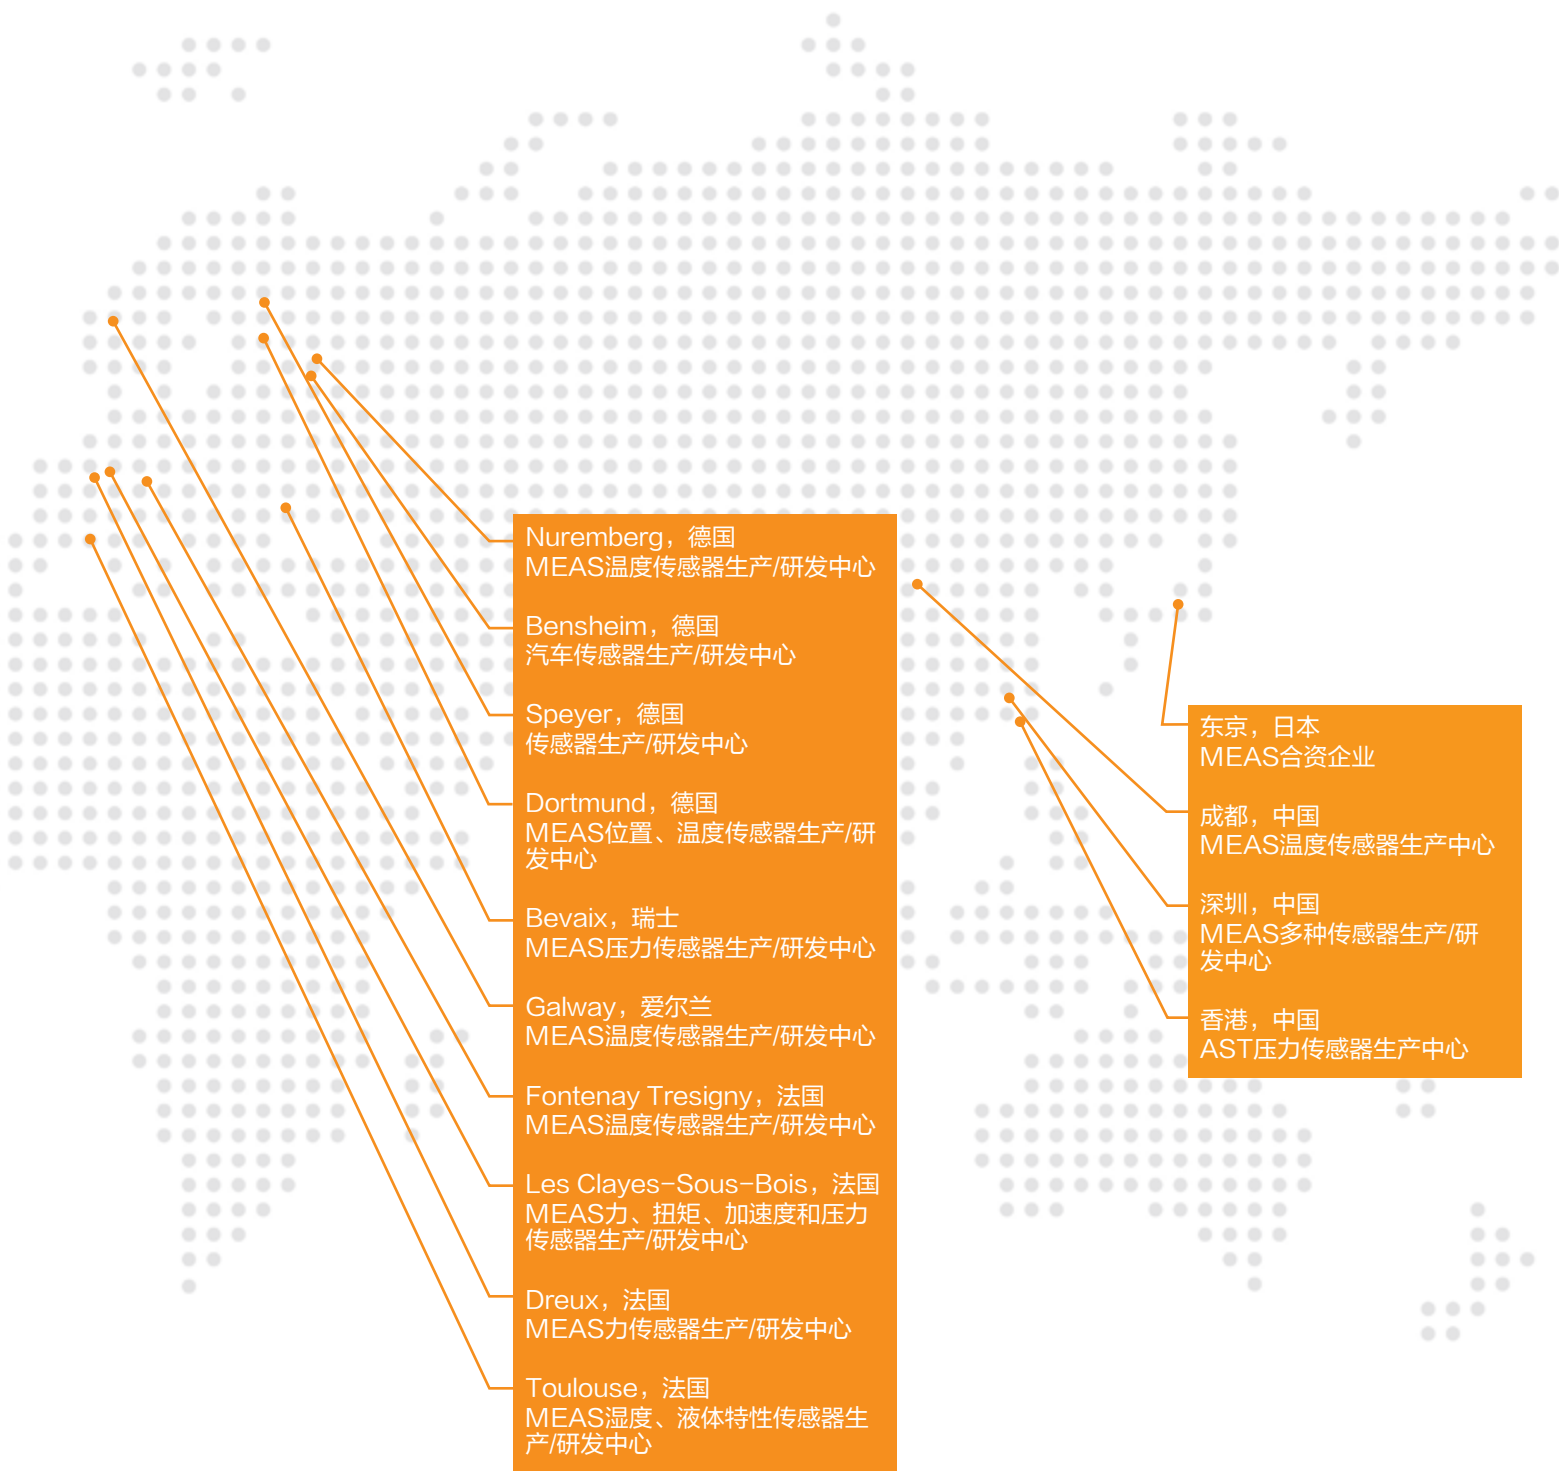 Nuremberg，德国
MEAS温度传感器生产/研发中心
Bensheim，德国
汽车传感器生产/研发中心
Speyer，德国
传感器生产/研发中心
Dortmund，德国
MEAS位置、温度传感器生产/研
发中心
Bevaix，瑞士
MEAS压力传感器生产/研发中心
Galway，爱尔兰
MEAS温度传感器生产/研发中心
Fontenay Tresigny，法国
MEAS温度传感器生产/研发中心
Les Clayes-Sous-Bois，法国
MEAS力、扭矩、加速度和压力
传感器生产/研发中心
Dreux，法国
MEAS力传感器生产/研发中心
Toulouse，法国
MEAS湿度、液体特性传感器生
产/研发中心
东京，日本
MEAS合资企业
成都，中国
MEAS温度传感器生产中心
深圳，中国
MEAS多种传感器生产/研
发中心
香港，中国
AST压力传感器生产中心